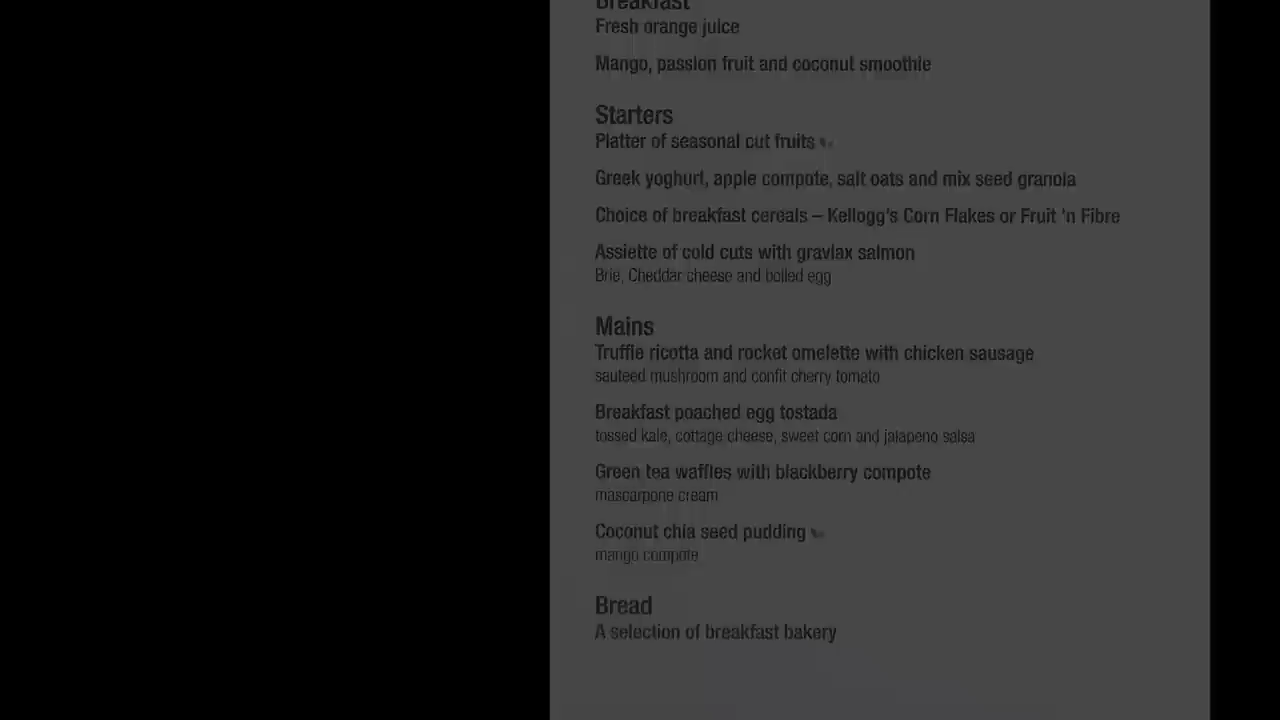 Breakfast
Fresh orange juice
Mango, passion fruit and coconut smoothie
Starters
Platter of seasonal cut fruits
Greek yoghurt, apple compote, salt oats and mix seed granola
Choice of breakfast cereals – Kellogg's Corn Flakes or Fruit 'n Fibre
Assiette of cold cuts with gravlax salmon
Brie, Cheddar cheese and boiled egg
Mains
Truffle ricotta and rocket omelette with chicken sausage
sauteed mushroom and confit cherry tomato
Breakfast poached egg tostada
tossed kale, cottage cheese, sweet corn and jalapeno salsa
Green tea waffles with blackberry compote
mascarpone cream
Coconut chia seed pudding
mango compote
Bread
A selection of breakfast bakery